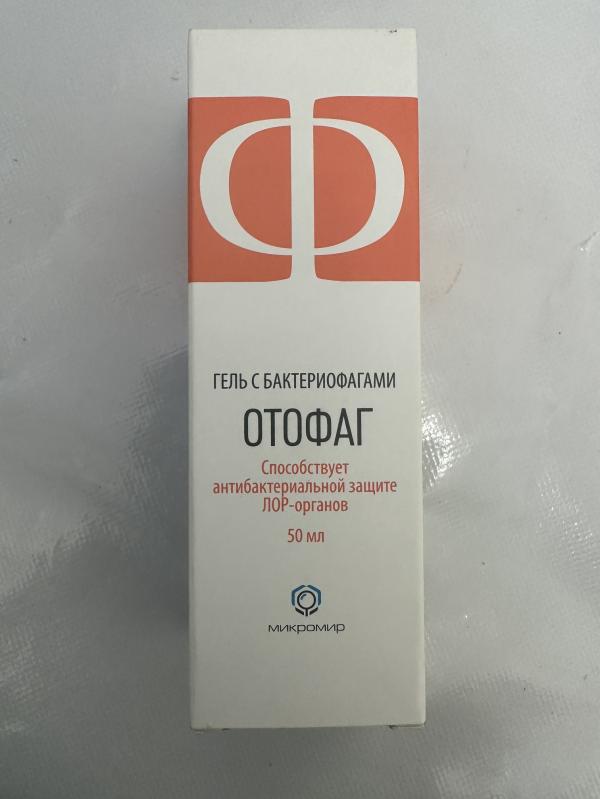 Ф
ГЕЛЬ С БАКТЕРИОФАГАМИ
ОТОФАГ
Способствует
антибактериальной защите
ЛОР-органов
50 мл
микромир